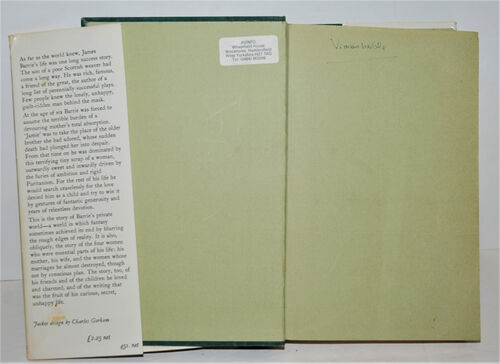 As far as the world knew, James
Barrie's life was one long success story.
The son of a poor Scottish weaver had
come a long way. He was rich, famous,
a friend of the great, the author of a
long list of potentially successful plays.
Few people knew the lonely, unhappy,
guilt-ridden man behind the mask.
At the age of six Barrie was forced to
assume the terrible burden of a
devouring mother's total absorption.
'Jamie' was to take the place of the older
brother she had adored, whose sudden
death had plunged her into despair.
From that time on he was dominated by
this terrifying tiny scrap of a woman,
outwardly sweet and inwardly driven by
the furies of ambition and rigid
Puritanism. For the rest of his life he
would search ceaselessly for the love
denied him as a child and try to win it
by gestures of fantastic generosity and
years of relentless devotion.
This is the story of Barrie's private
world—a world in which fantasy
sometimes achieved its end by blurring
the rough edges of reality. It is also,
obliquely, the story of the four women
who were essential parts of his life: his
mother, his wife, and the women whose
marriages he almost destroyed, though
not by conscious plan. The story, too, of
his friends and of the children he loved
and charmed, and of the writing that
was the fruit of his curious, secret,
unhappy life.
Jacket design by Charles Gorham
£2.25 net
45s. net
House
West Yorkshire HD7 7AG